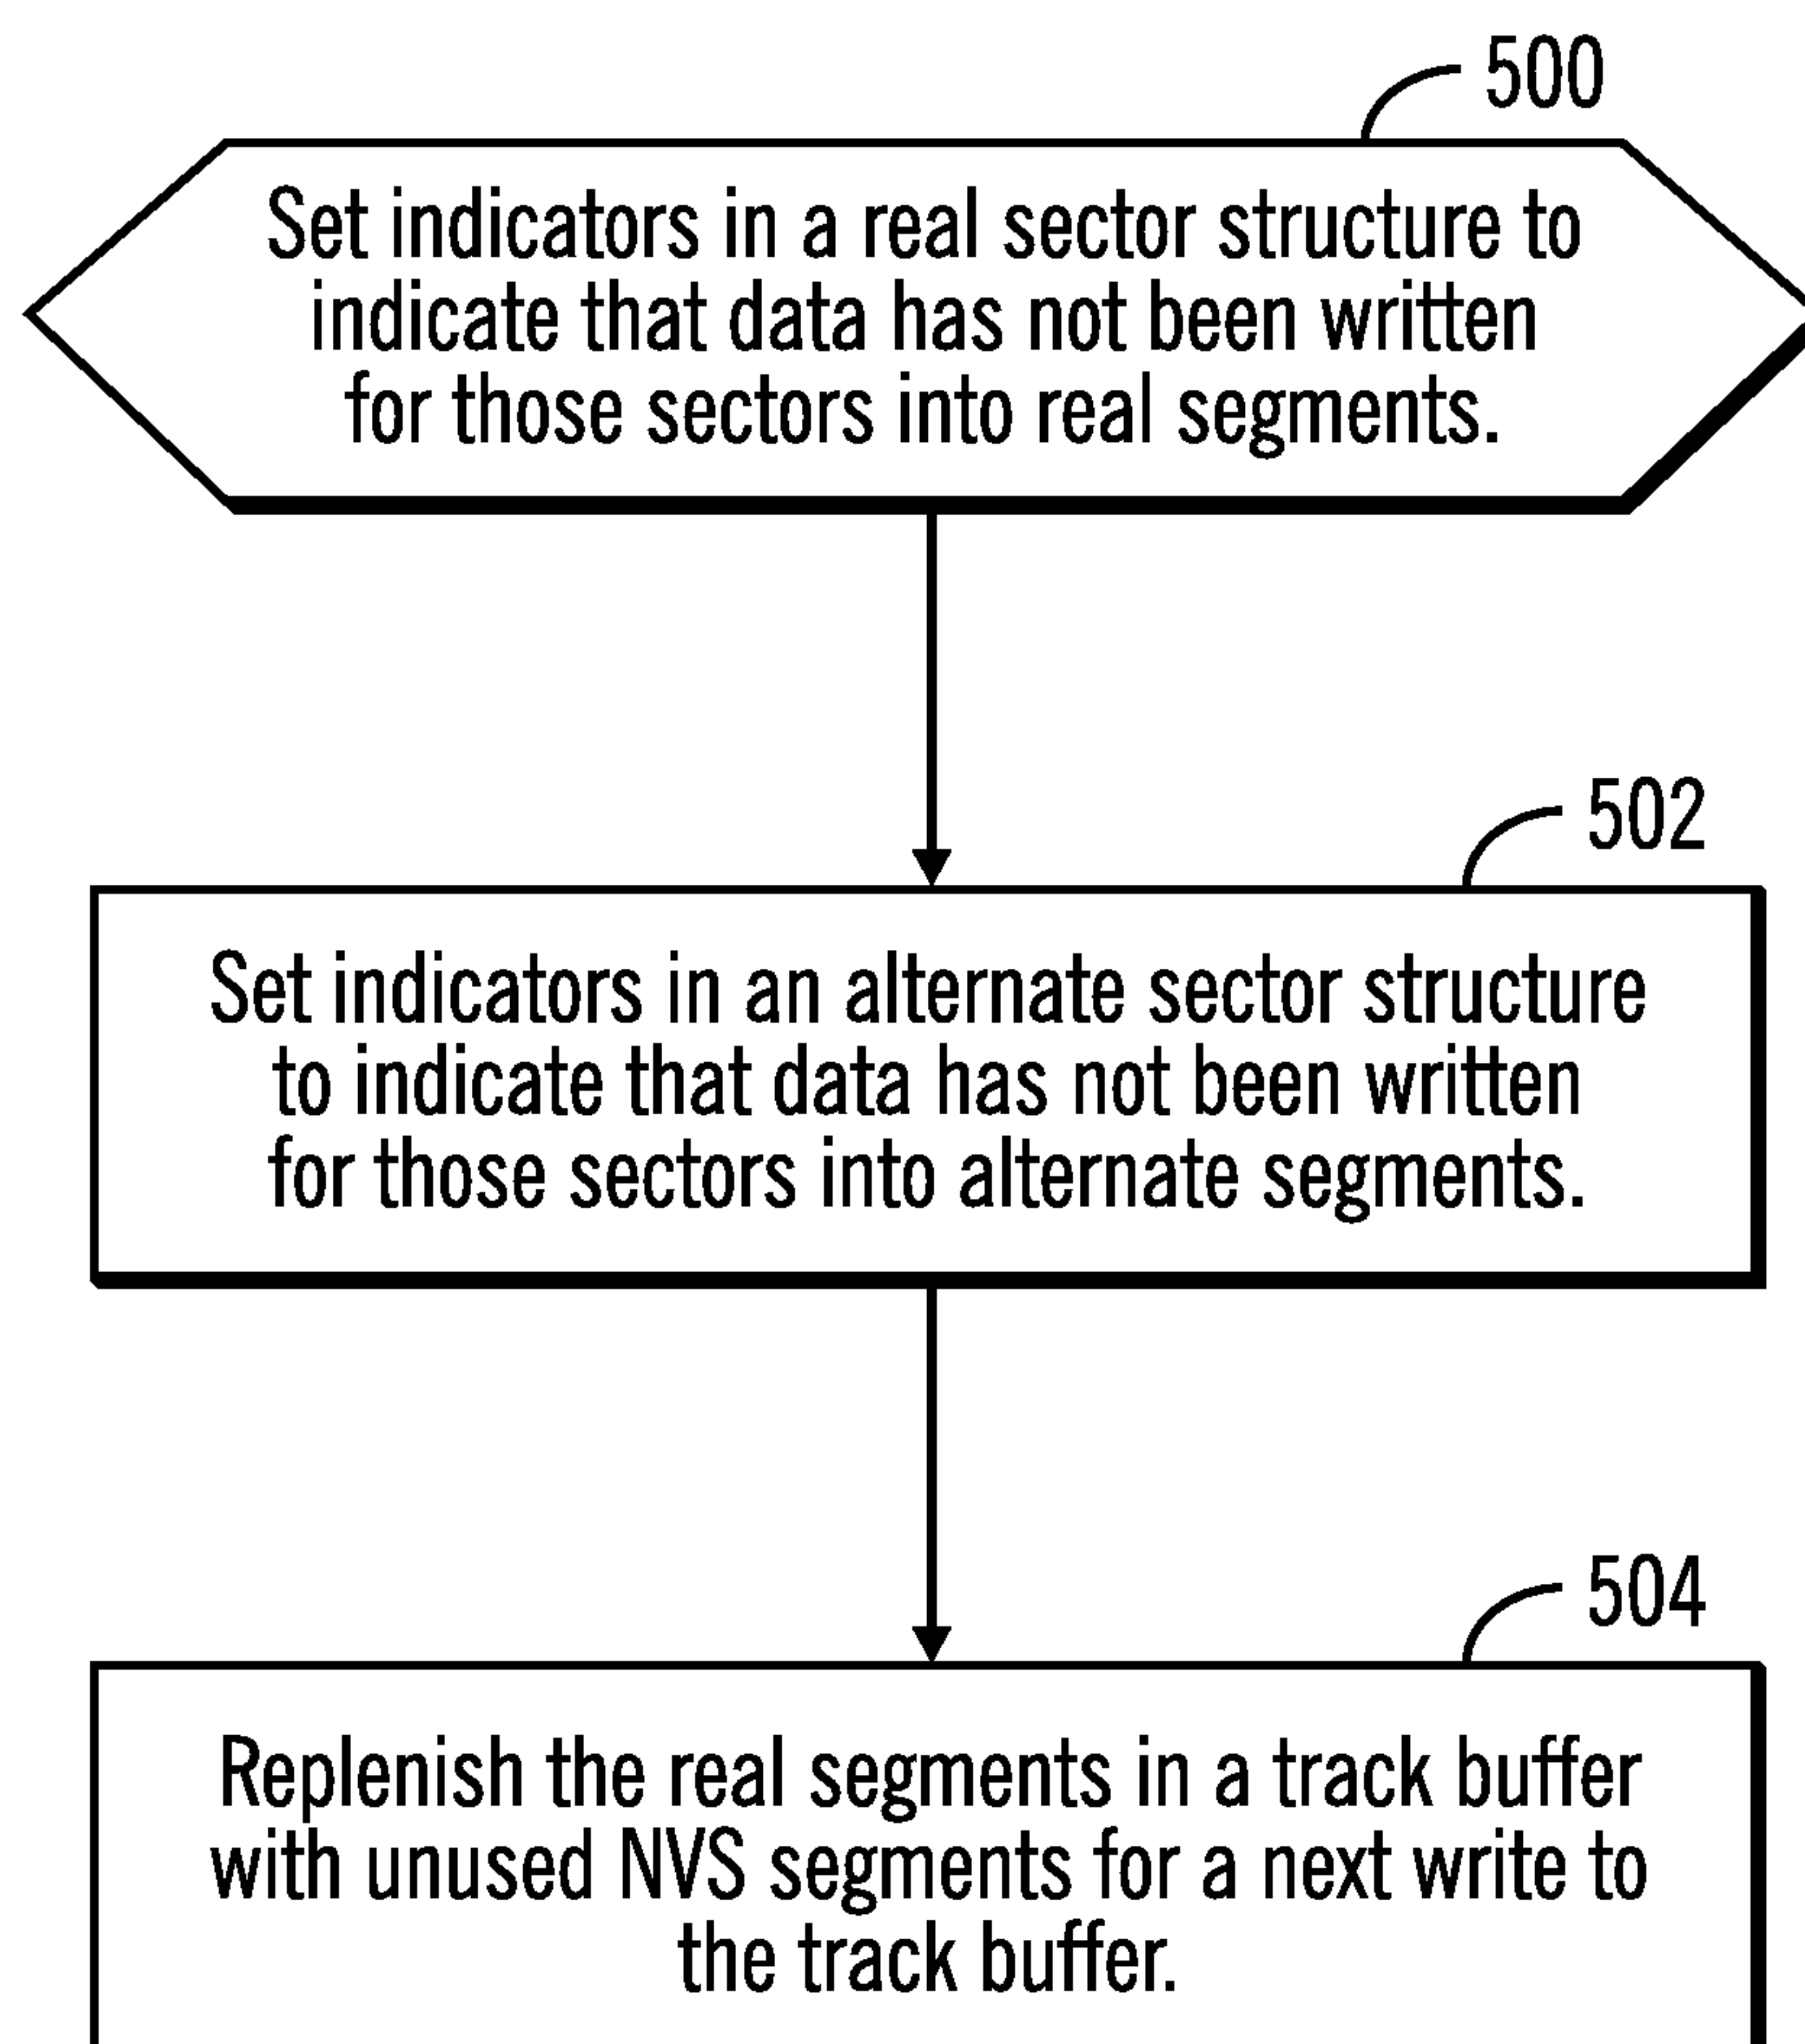 500
Set indicators in a real sector structure to
indicate that data has not been written
for those sectors into real segments.
502
Set indicators in an alternate sector structure
to indicate that data has not been written
for those sectors into alternate segments.
504
Replenish the real segments in a track buffer
with unused NVS segments for a next write to
the track buffer.